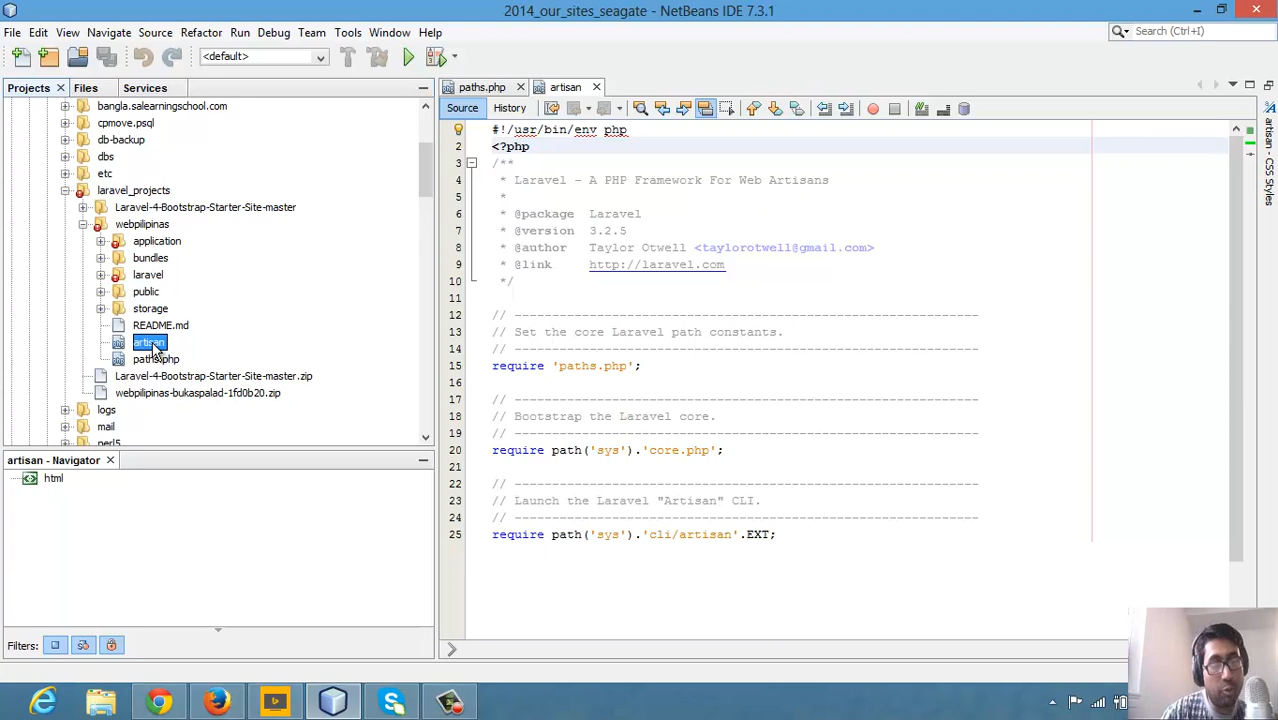 2014_our_sites_seagate - NetBeans IDE 7.3.1
File Edit View Navigate Source Refactor Run Debug Team Tools Window Help
Search (Ctrl+I)
<default>
Projects Files Services
bangla.salearningschool.com
cpmove.psql
db-backup
dbs
etc
laravel_projects
Laravel-4-Bootstrap-Starter-Site-master
webpilipinas
application
bundles
laravel
public
storage
README.md
artisan
paths.php
Laravel-4-Bootstrap-Starter-Site-master.zip
webpilipinas-bukaspalad-1fd0b20.zip
logs
mail
perl5
artisan - Navigator
html
Filters:
paths.php artisan
Source History
1 #!/usr/bin/env php
2 <?php
3 /**
4 * Laravel - A PHP Framework For Web Artisans
5 *
6 * @package Laravel
7 * @version 3.2.5
8 * @author Taylor Otwell <taylorotwell@gmail.com>
9 * @link http://laravel.com
10 */
11
12 // --------------------------------------------------------------
13 // Set the core Laravel path constants.
14 // --------------------------------------------------------------
15 require 'paths.php';
16
17 // --------------------------------------------------------------
18 // Bootstrap the Laravel core.
19 // --------------------------------------------------------------
20 require path('sys').'core.php';
21
22 // --------------------------------------------------------------
23 // Launch the Laravel "Artisan" CLI.
24 // --------------------------------------------------------------
25 require path('sys').'cli/artisan'.EXT;
artisan - CSS Styles